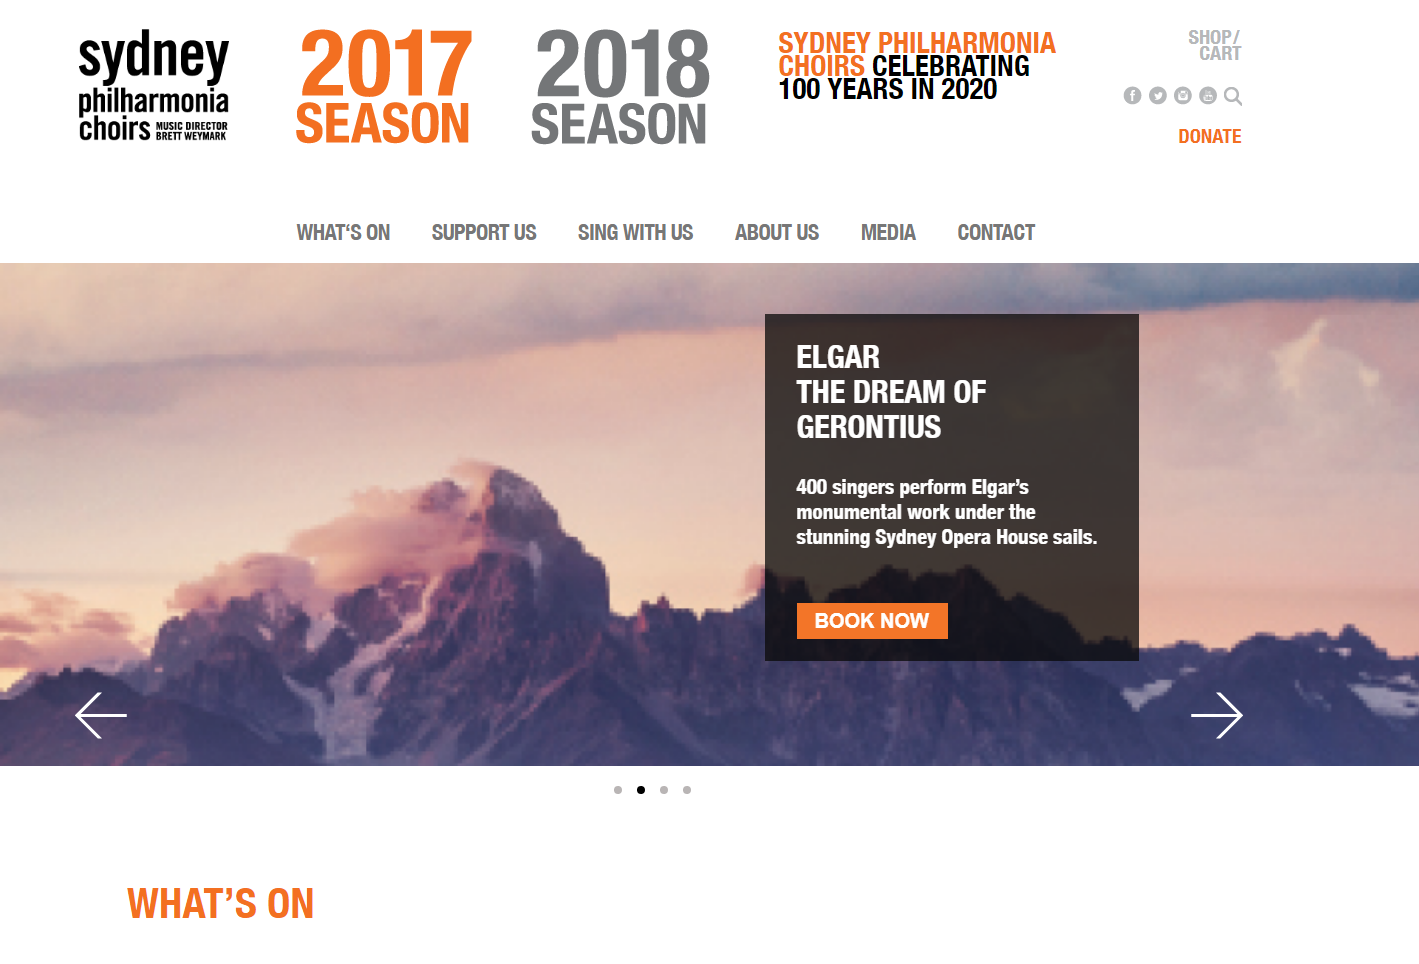 sydney
philharmonia
choirs MUSIC DIRECTOR
BRETT WEYMARK
2017
SEASON
2018
SEASON
SYDNEY PHILHARMONIA
CHOIRS CELEBRATING
100 YEARS IN 2020
SHOP/
CART
DONATE
WHAT‘S ON SUPPORT US SING WITH US ABOUT US MEDIA CONTACT
ELGAR
THE DREAM OF
GERONTIUS
400 singers perform Elgar’s
monumental work under the
stunning Sydney Opera House sails.
BOOK NOW
WHAT’S ON